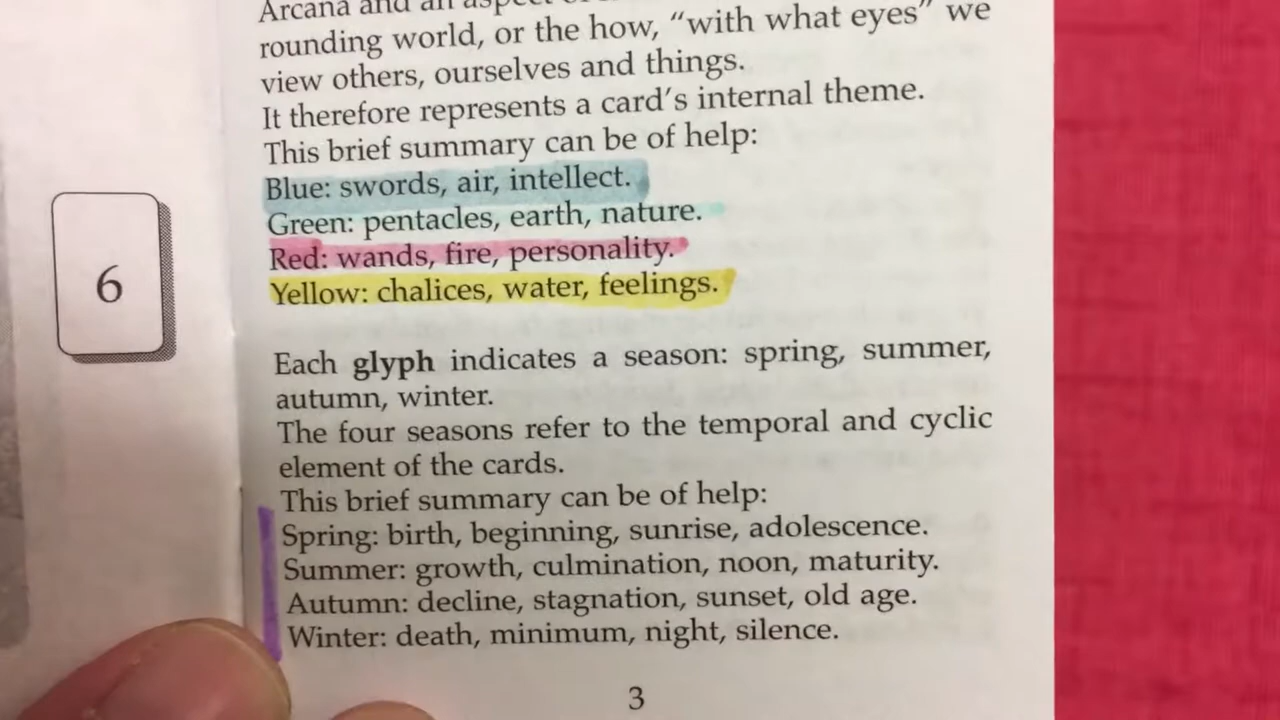 Arcana and an aspect of
rounding world, or the how, “with what eyes” we
view others, ourselves and things.
It therefore represents a card’s internal theme.
This brief summary can be of help:
Blue: swords, air, intellect.
Green: pentacles, earth, nature.
Red: wands, fire, personality.
Yellow: chalices, water, feelings.
6
Each glyph indicates a season: spring, summer,
autumn, winter.
The four seasons refer to the temporal and cyclic
element of the cards.
This brief summary can be of help:
Spring: birth, beginning, sunrise, adolescence.
Summer: growth, culmination, noon, maturity.
Autumn: decline, stagnation, sunset, old age.
Winter: death, minimum, night, silence.
3